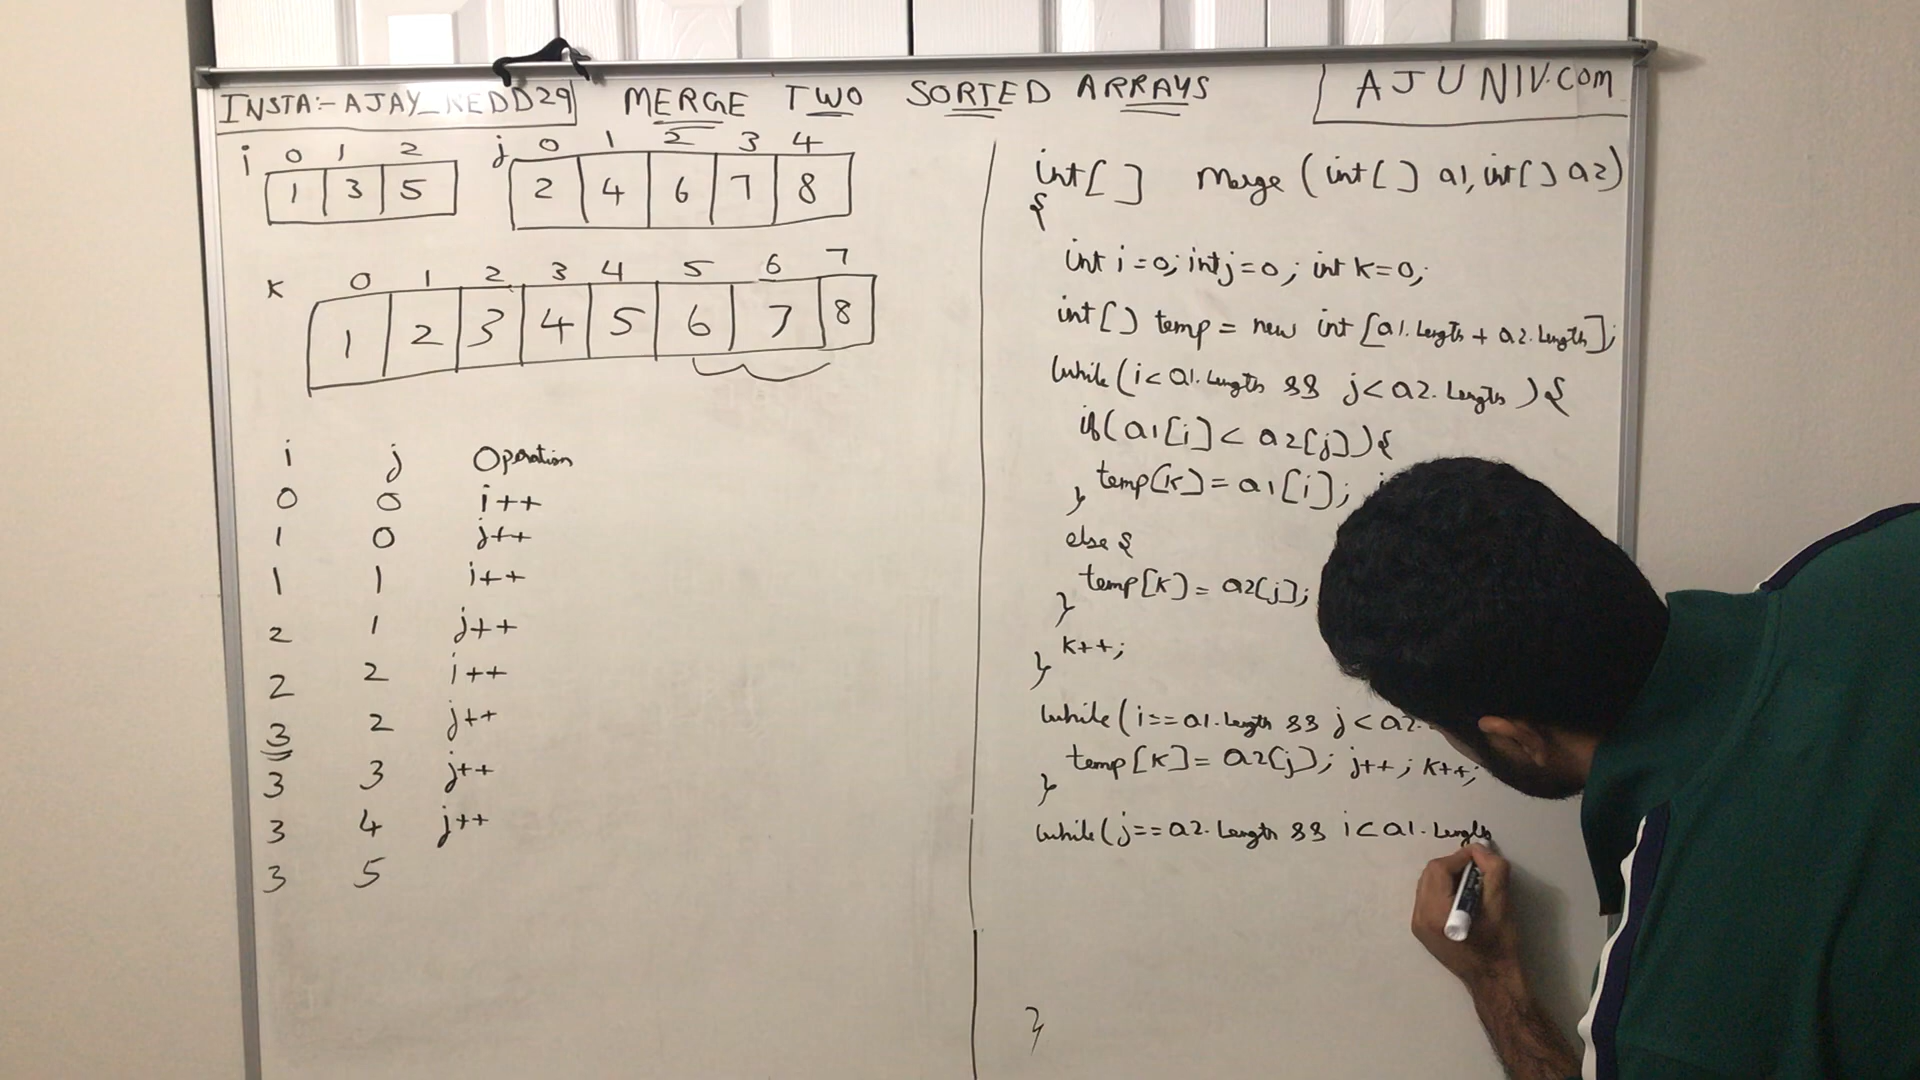 INSTA:- AJAY_NEDD29
MERGE TWO SORTED ARRAYS
AJUNIV.COM
i 0 1 2
1 3 5
j 0 1 2 3 4
2 4 6 7 8
k 0 1 2 3 4 5 6 7
1 2 3 4 5 6 7 8
i j Operation
0 0 i++
1 0 j++
1 1 i++
2 1 j++
2 2 i++
3 2 j++
3 3 j++
3 4 j++
3 5
int[] Merge (int[] a1, int[] a2)
{
int i=0; int j=0; int k=0;
int[] temp = new int [a1.Length + a2.Length];
while (i< a1.Length && j< a2.Length ){
if( a1[i] < a2[j]){
temp[k] = a1[i];
}
else {
temp[k] = a2[j];
}
k++;
}
while (i== a1.Length && j < a2.
temp[k]= a2[j]; j++; k++;
}
while (j== a2.Length && i< a1.Length
}